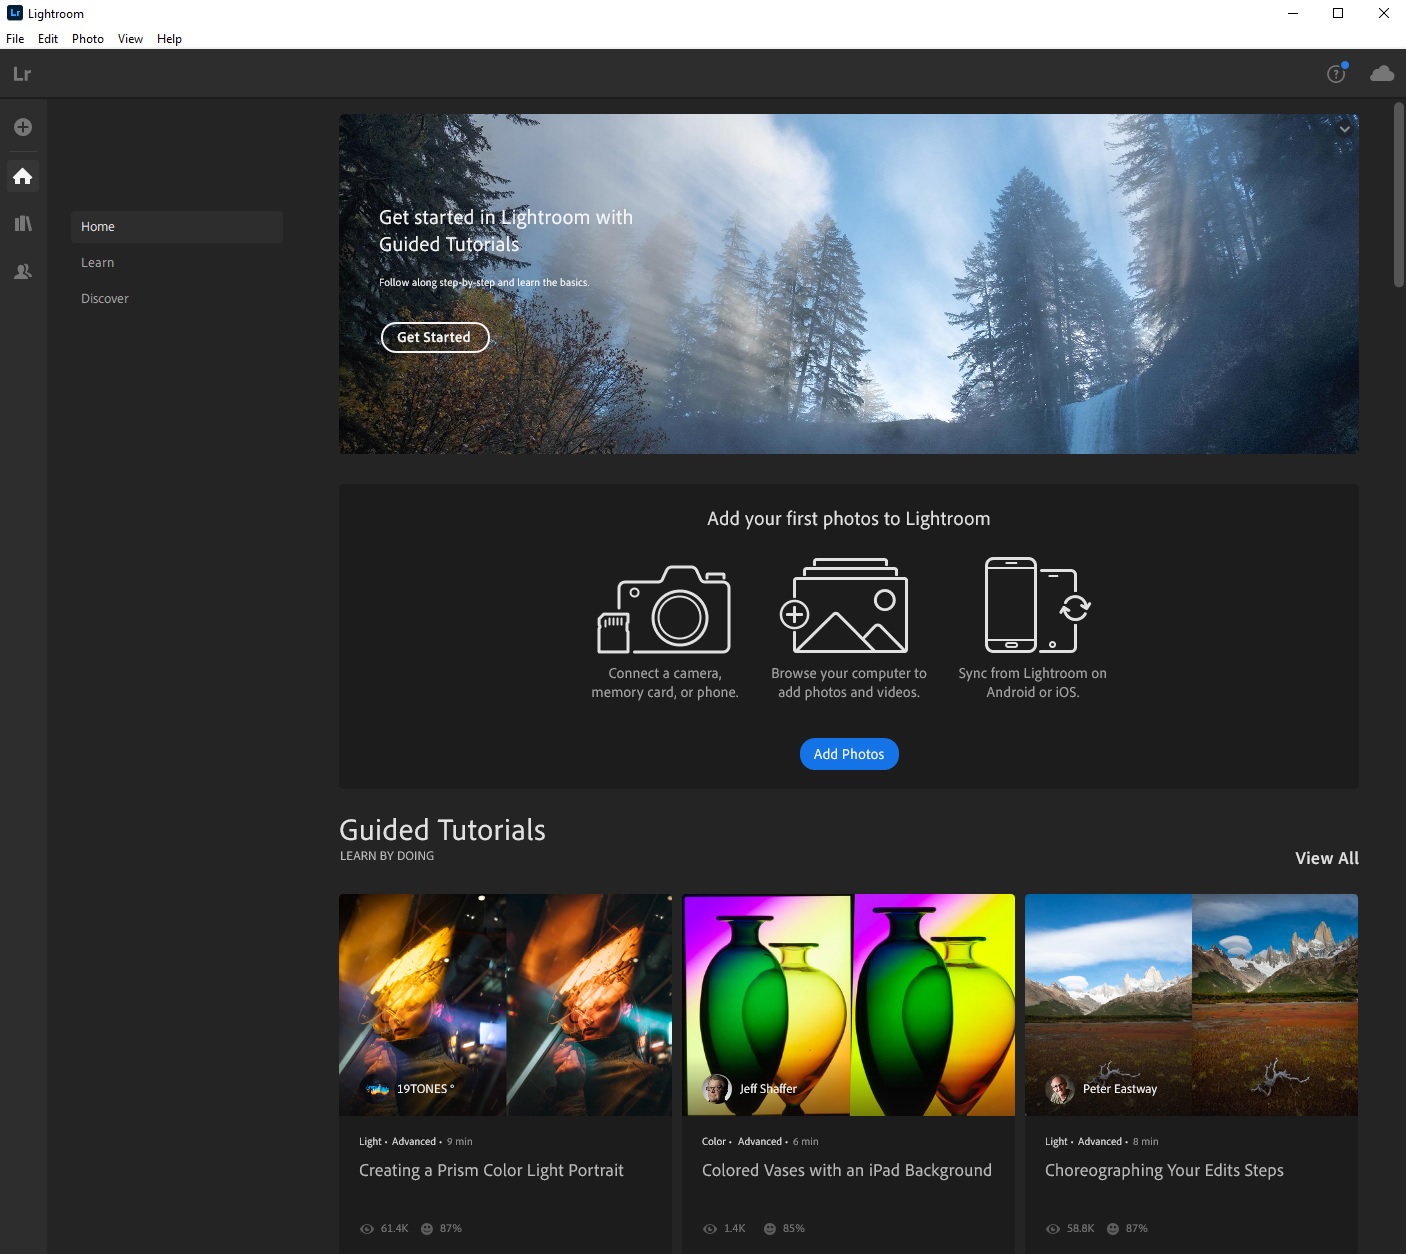 Lr Lightroom
File Edit Photo View Help
Lr
Home
Learn
Discover
Get started in Lightroom with
Guided Tutorials
Follow along step-by-step and learn the basics.
Get Started
Add your first photos to Lightroom
Connect a camera,
memory card, or phone.
Browse your computer to
add photos and videos.
Sync from Lightroom on
Android or iOS.
Add Photos
Guided Tutorials
LEARN BY DOING
View All
19TONES °
Light • Advanced • 9 min
Creating a Prism Color Light Portrait
61.4K 87%
Jeff Shaffer
Color • Advanced • 6 min
Colored Vases with an iPad Background
1.4K 85%
Peter Eastway
Light • Advanced • 8 min
Choreographing Your Edits Steps
58.8K 87%